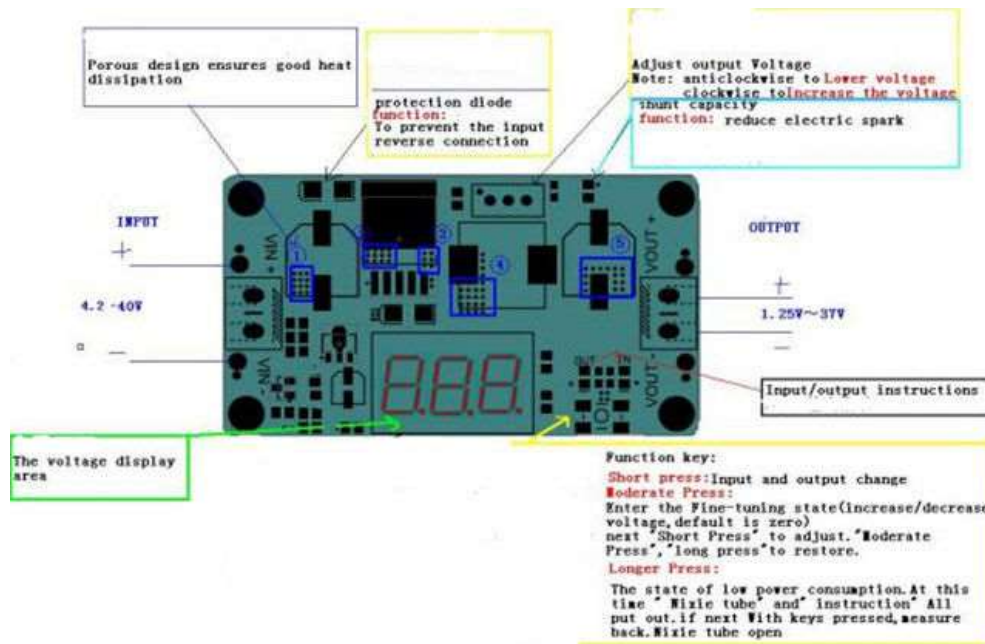 Porous design ensures good heat
dissipation
protection diode
function:
To prevent the input
reverse connection
Adjust output Voltage
Note: anticlockwise to Lower voltage
clockwise to Increase the voltage
shunt capacity
function: reduce electric spark
INPUT
+
4.2 -40V
-
VIN +
VIN -
1
2
4
5
VOUT +
VOUT -
OUTPUT
+
1.25V~37V
-
OUT IN
8.8.8.
Input/output instructions
The voltage display
area
Function key:
Short press: Input and output change
Moderate Press:
Enter the Fine-tuning state(increase/decrease
voltage,default is zero)
next "Short Press" to adjust."Moderate
Press","long press"to restore.
Longer Press:
The state of low power consumption.At this
time " Nixie tube" and" instruction" All
put out.if next With keys pressed,measure
back.Nixie tube open